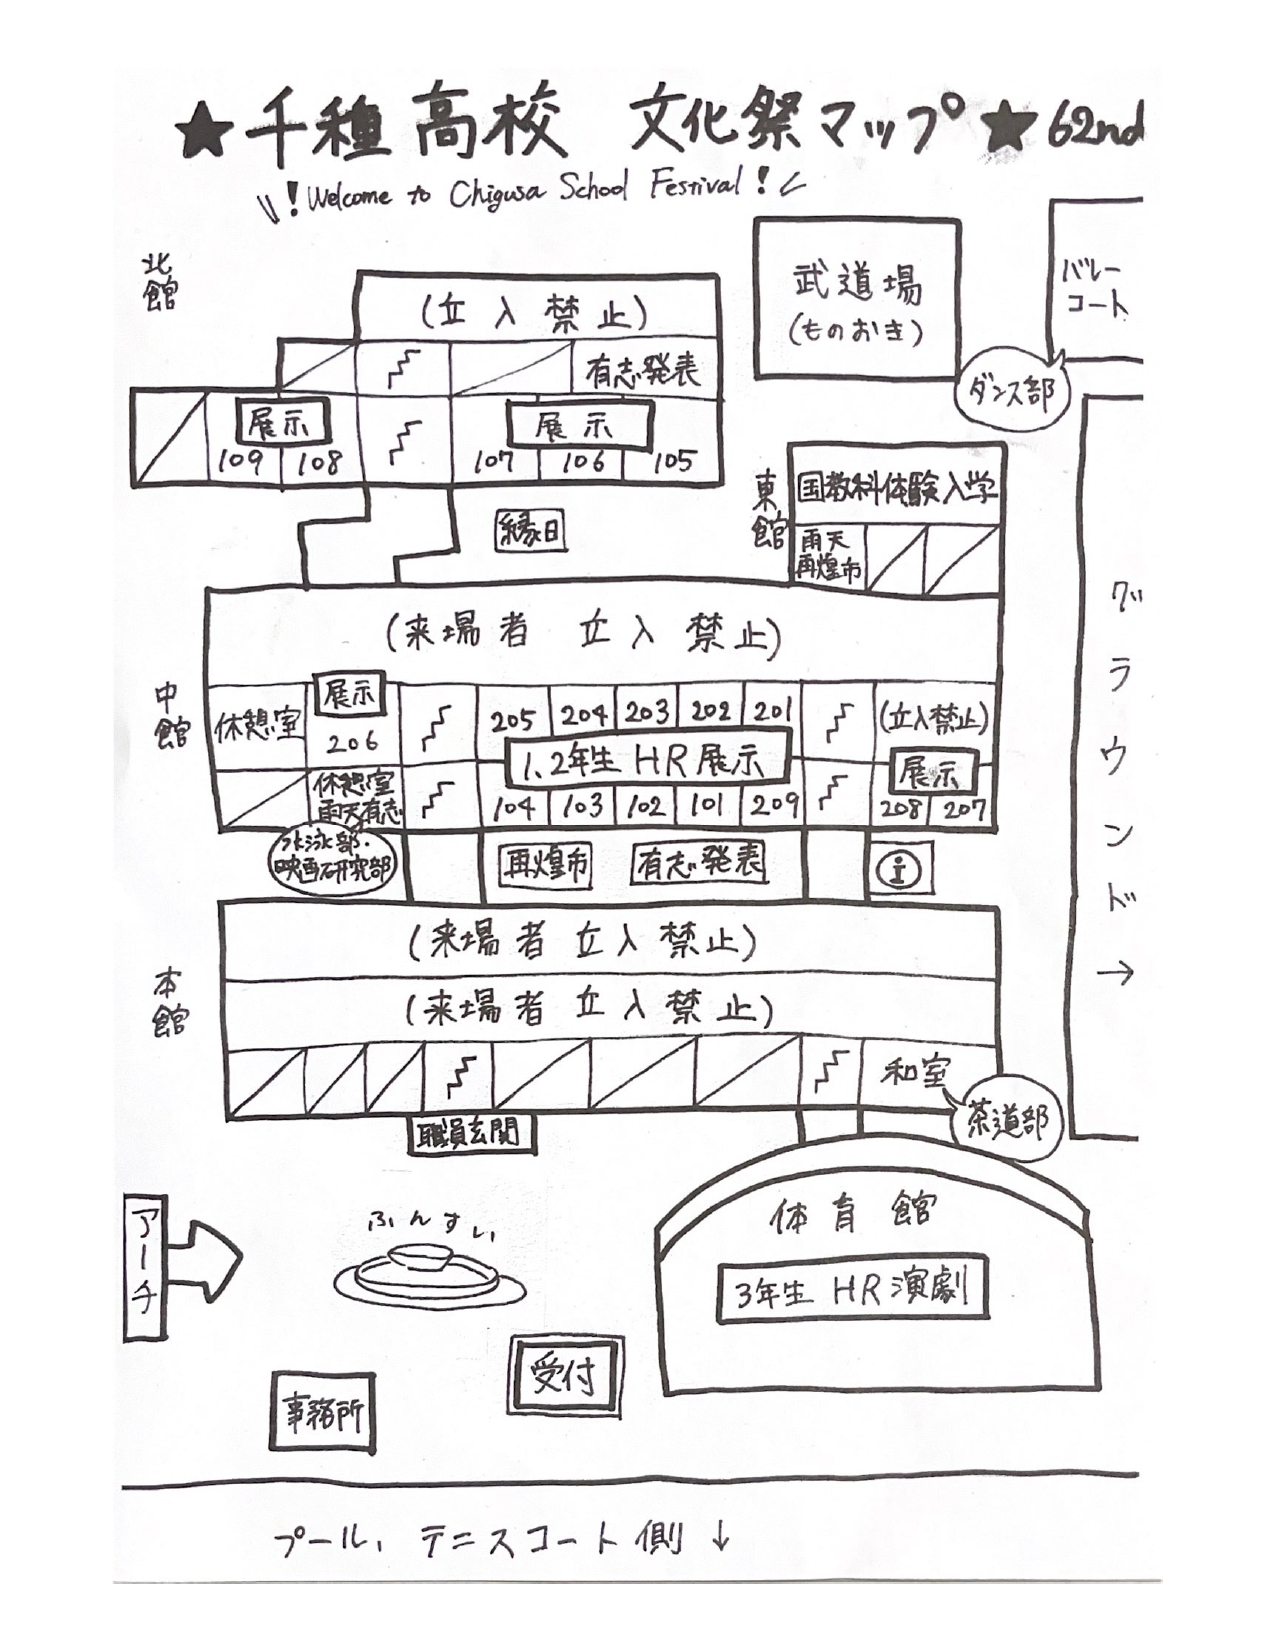 ★千種高校 文化祭マップ★62nd
!Welcome to Chigusa School Festival!
北館
(立入禁止)
有志発表
展示
展示
109
108
107
106
105
武道場
(ものおき)
バレー
コート
ダンス部
縁日
東館
国教科体験入学
雨天
再煌市
グラウンド→
中館
(来場者 立入禁止)
休憩室
展示
206
205
204
203
202
201
(立入禁止)
1、2年生 HR展示
展示
休憩室
雨天有志
104
103
102
101
209
208
207
水泳部・
映画研究部
再煌市
有志発表
i
本館
(来場者 立入禁止)
(来場者 立入禁止)
和室
茶道部
職員玄関
アーチ
ふんすい
体育館
3年生 HR演劇
受付
事務所
プール、テニスコート側↓